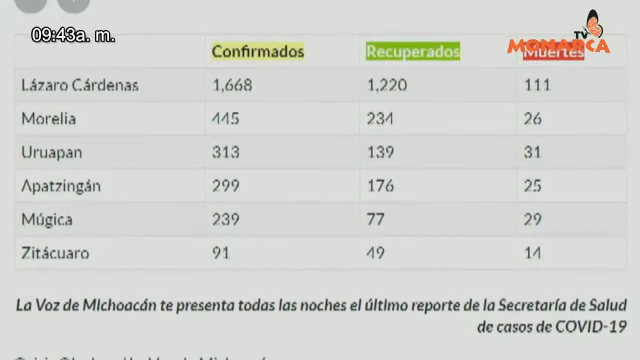 09:43a. m.
TV
MONARCA
Confirmados Recuperados Muertes
Lázaro Cárdenas 1,668 1,220 111
Morelia 445 234 26
Uruapan 313 139 31
Apatzingán 299 176 25
Múgica 239 77 29
Zitácuaro 91 49 14
La Voz de MIchoacán te presenta todas las noches el último reporte de la Secretaría de Salud
de casos de COVID-19